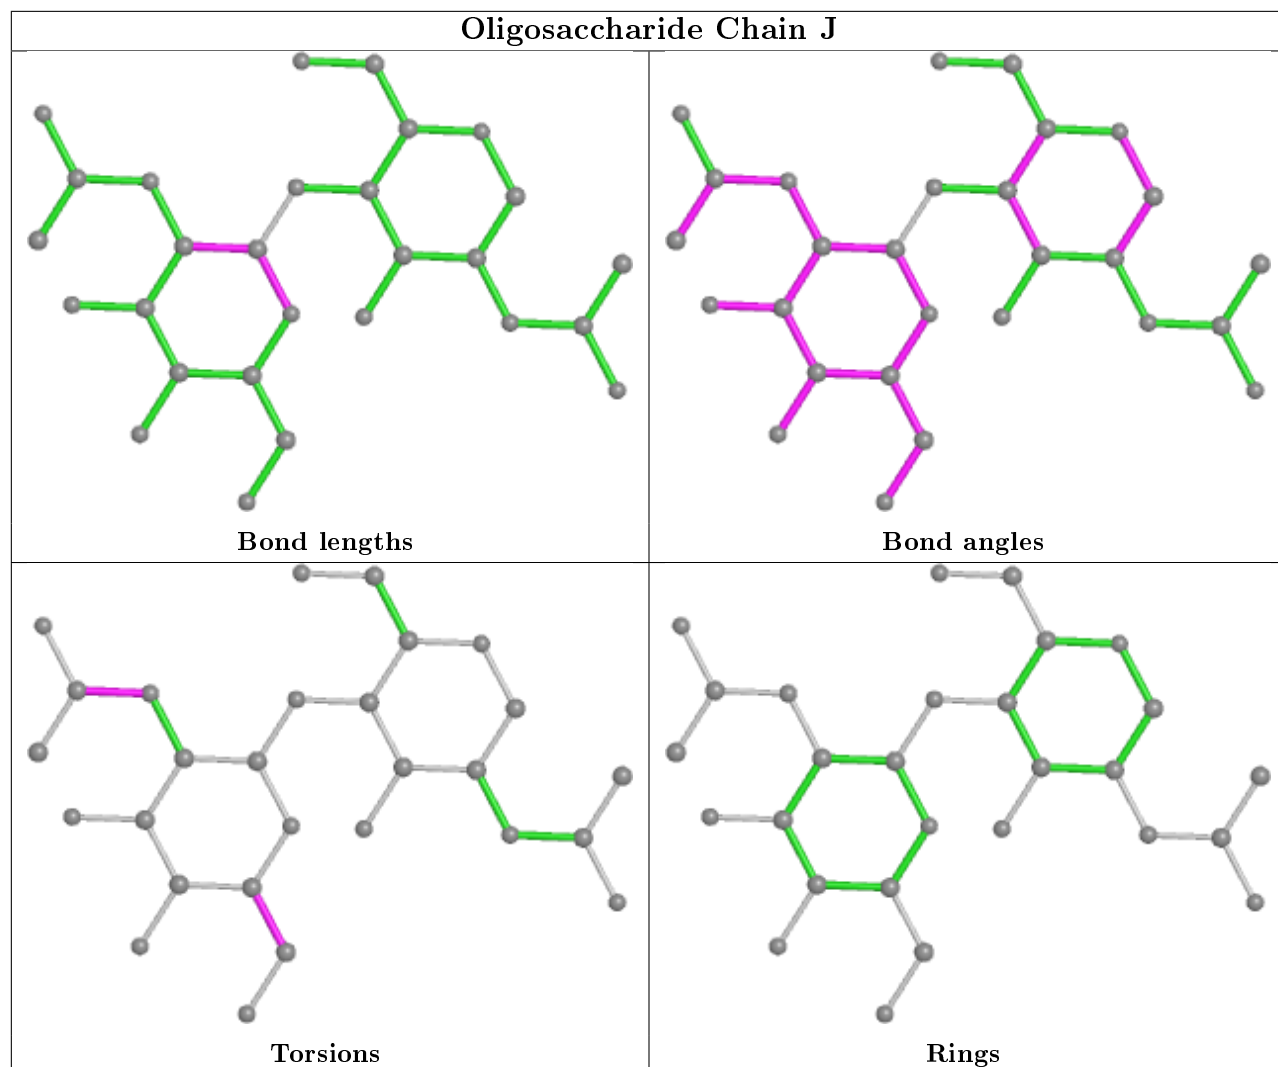 Oligosaccharide Chain J
Bond lengths
Bond angles
Torsions
Rings